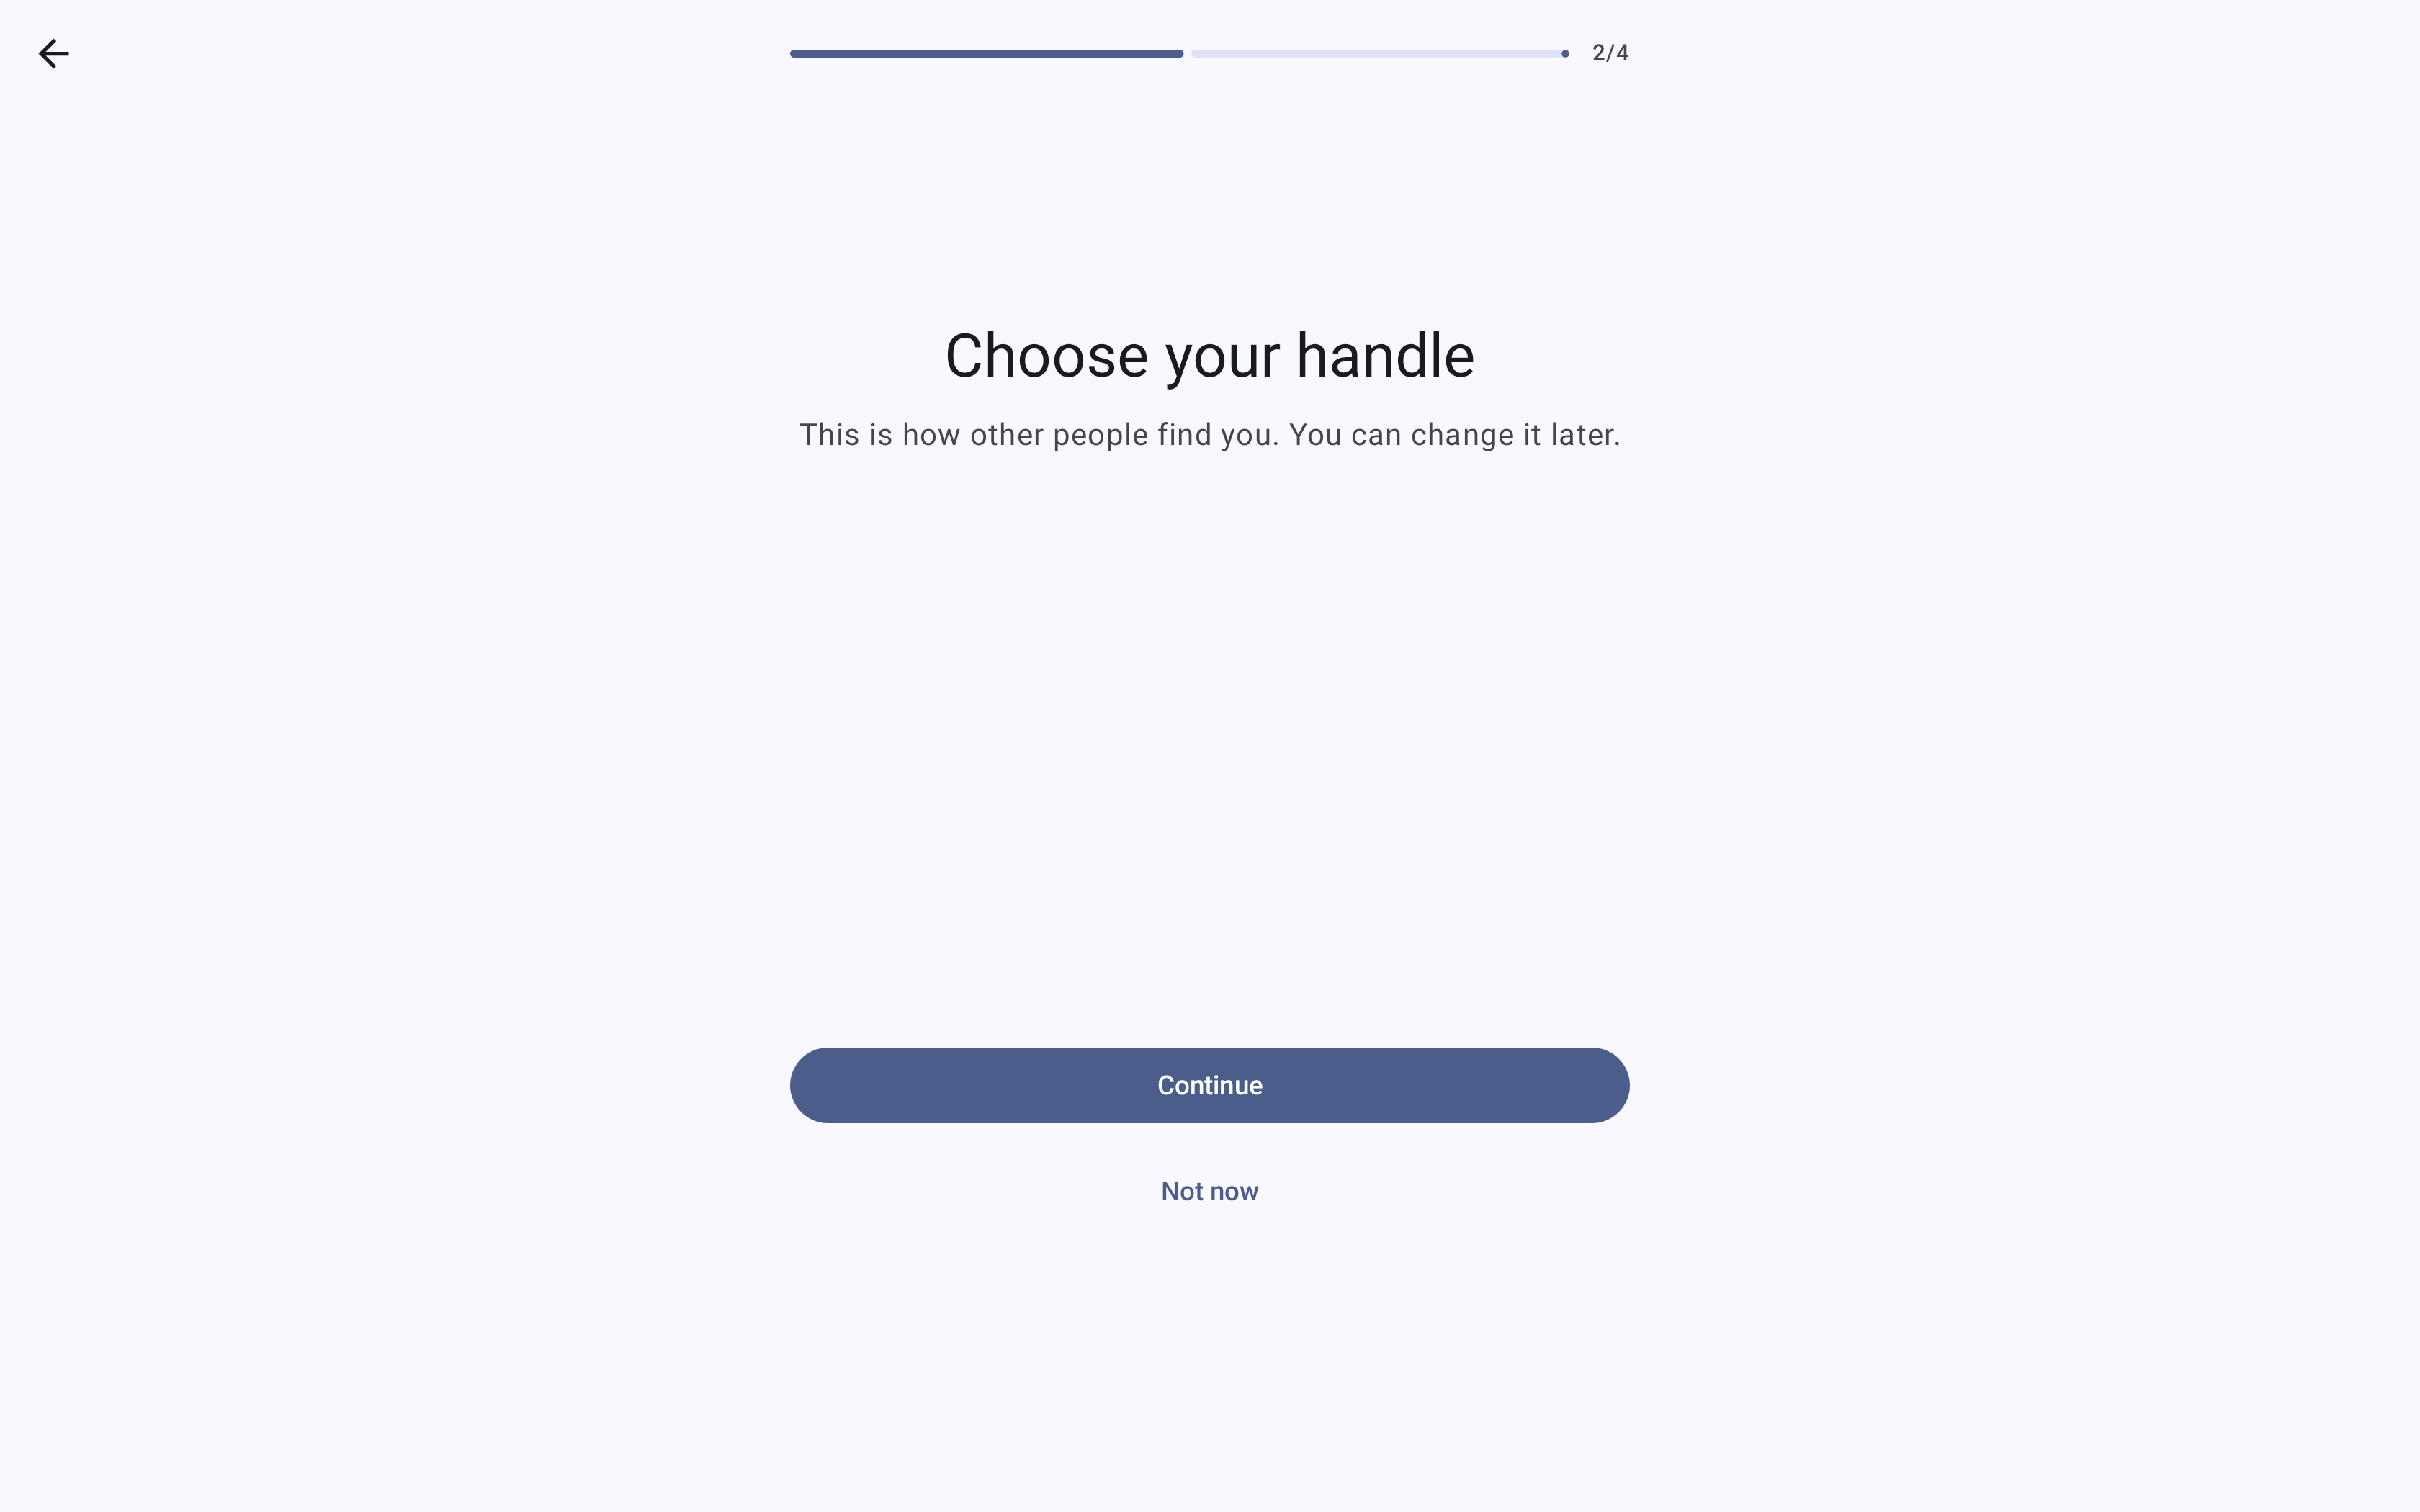 2/4
Choose your handle
This is how other people find you. You can change it later.
Continue
Not now